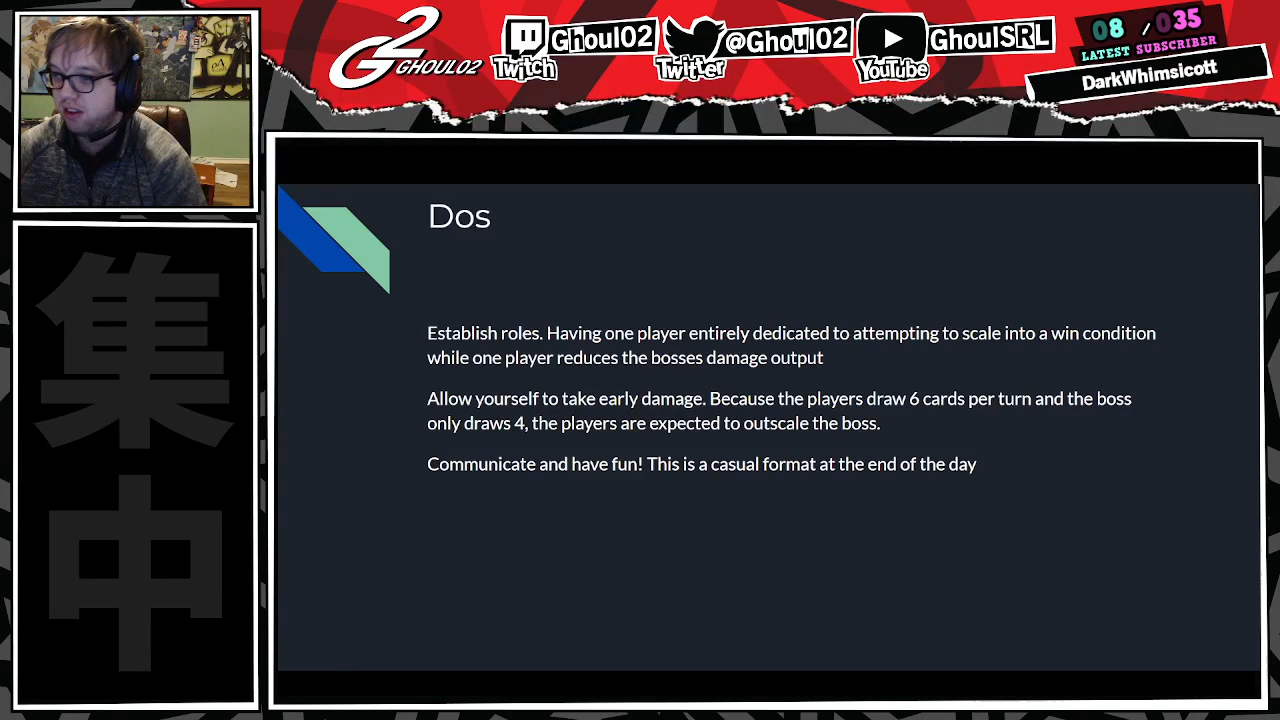 G2 GHOUL02
Ghoul02
Twitch
@Ghoul02
Twitter
GhoulSRL
YouTube
08 /035
LATEST SUBSCRIBER
DarkWhimsicott
集
中
Dos
Establish roles. Having one player entirely dedicated to attempting to scale into a win condition
while one player reduces the bosses damage output
Allow yourself to take early damage. Because the players draw 6 cards per turn and the boss
only draws 4, the players are expected to outscale the boss.
Communicate and have fun! This is a casual format at the end of the day